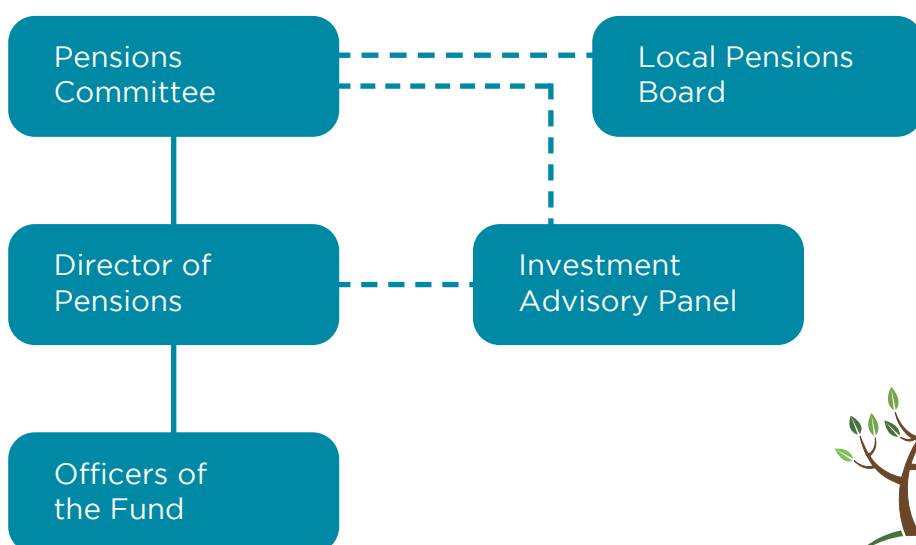 Pensions
Committee
Local Pensions
Board
Director of
Pensions
Investment
Advisory Panel
Officers of
the Fund